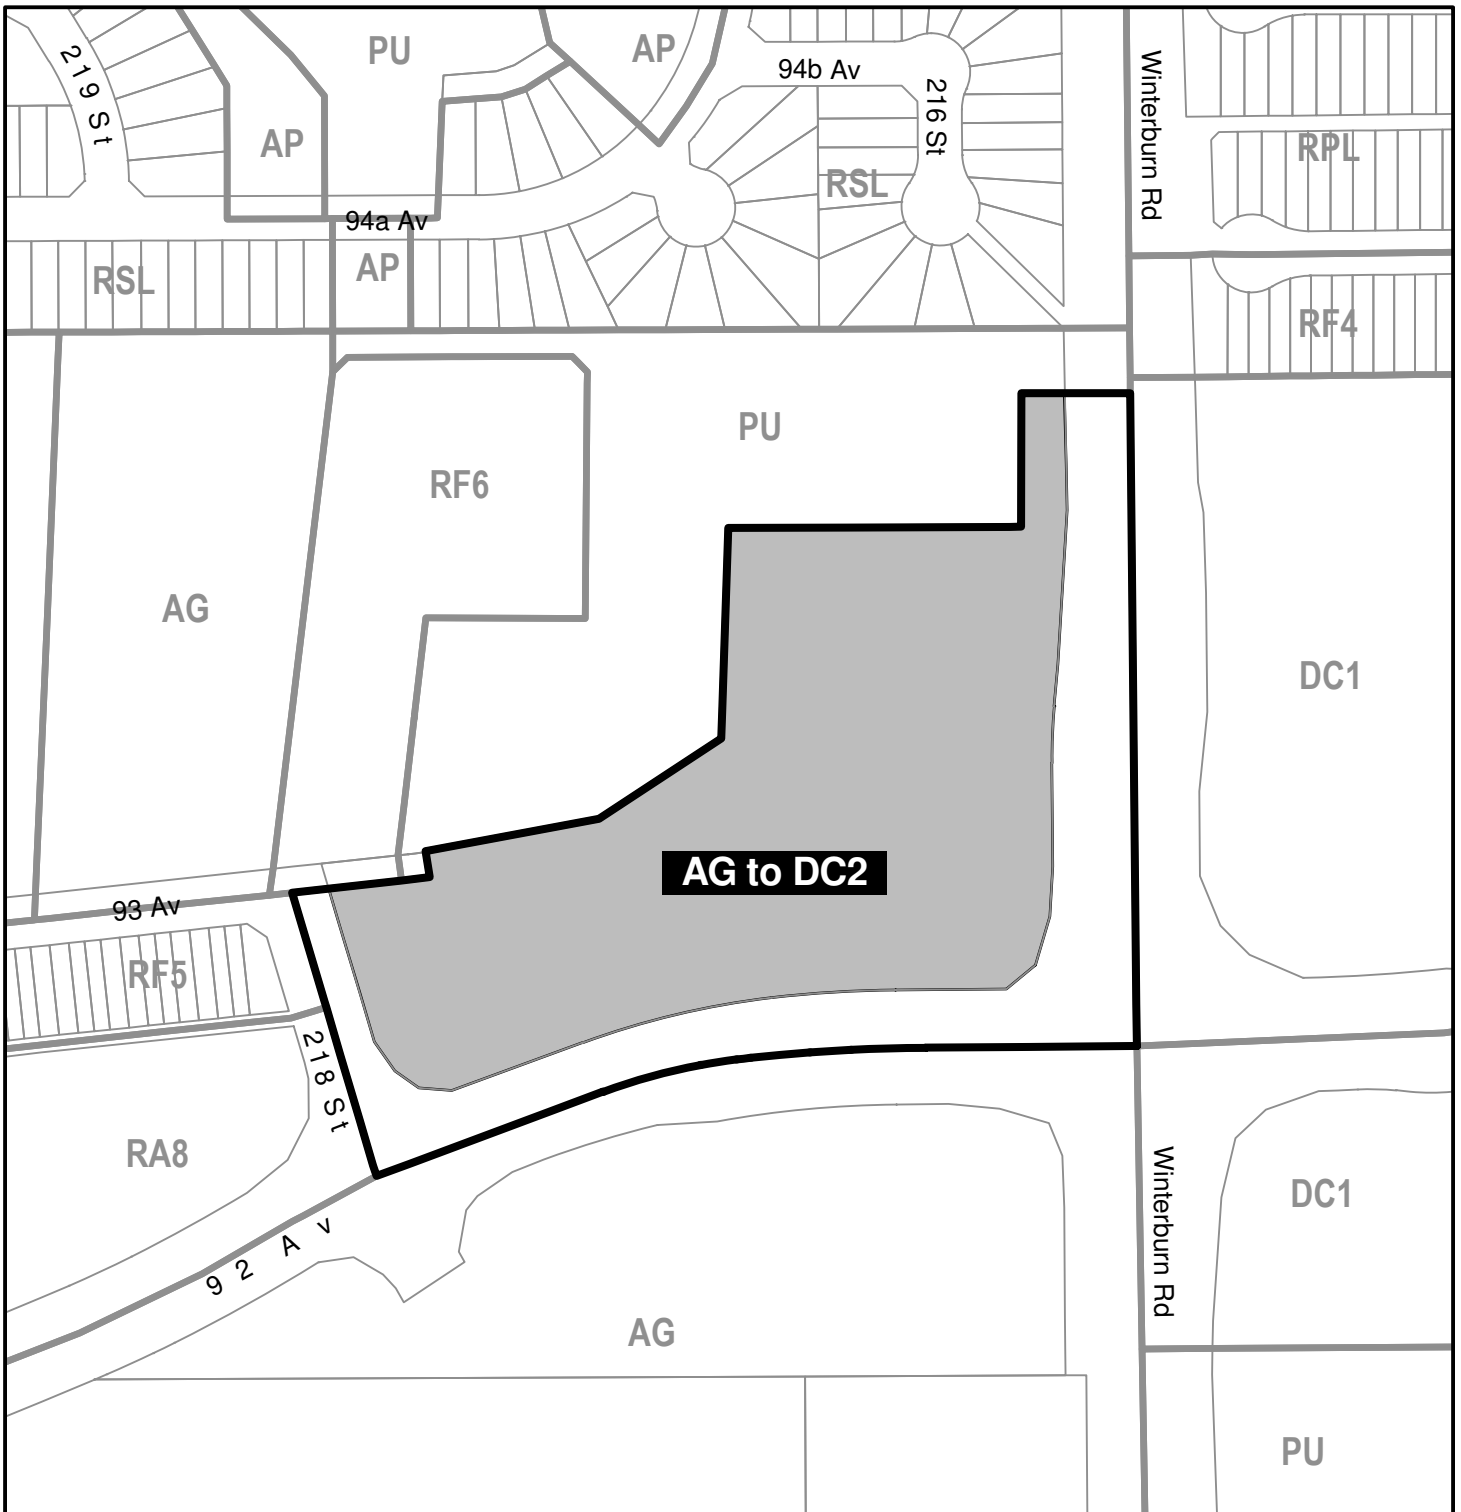 219 St
PU
AP
94b Av
216 St
Winterburn Rd
RPL
AP
RSL
94a Av
RSL
AP
RF4
PU
RF6
AG
DC1
AG to DC2
93 Av
RF5
218 St
RA8
DC1
Winterburn Rd
92 Av
AG
PU